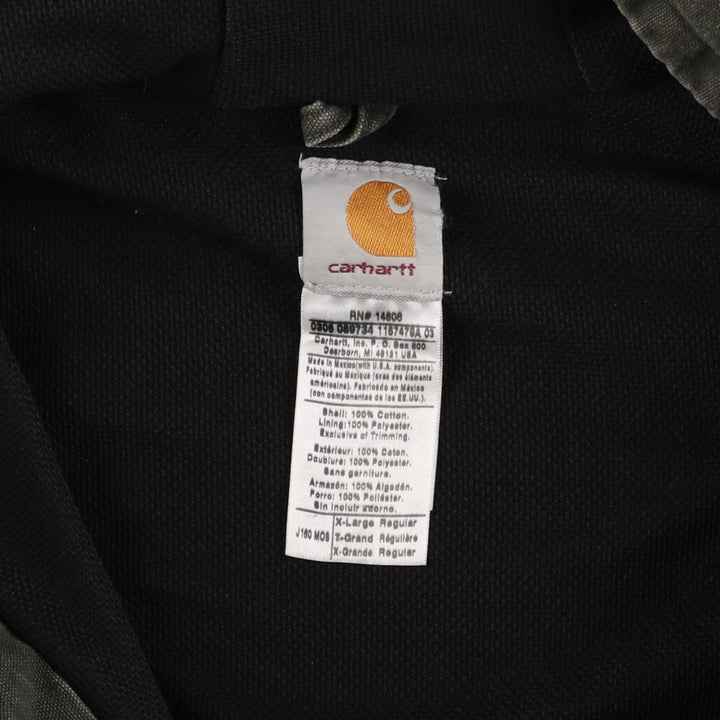 carhartt
RN# 14806
0306 089734 1187479A 03
Carhartt, Inc. P. O. Box 600
Dearborn, MI 48121 USA
Made in Mexico(with U.S.A. components)
Fabriqué au Mexique (avec des éléments
américains). Fabricado en México
(con componentes de los EE.UU.)
Shell: 100% Cotton.
Lining:100% Polyester.
Exclusive of Trimming.
Extérieur: 100% Coton.
Doublure: 100% Polyester.
Sans garniture.
Armazón: 100% Algodón.
Forro: 100% Poliéster.
Sin incluir adorno.
J160 MOS
X-Large Regular
T-Grand Régulière
X-Grande Regular